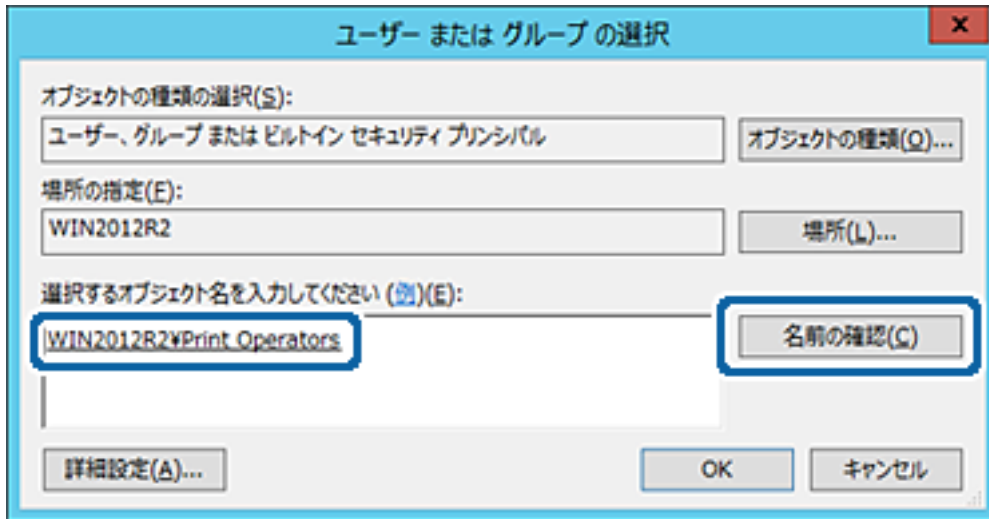 ユーザー または グループ の選択
x
オブジェクトの種類の選択(S):
ユーザー、グループ または ビルトイン セキュリティ プリンシパル
オブジェクトの種類(O)...
場所の指定(F):
WIN2012R2
場所(L)...
選択するオブジェクト名を入力してください (例)(E):
WIN2012R2¥Print Operators
名前の確認(C)
詳細設定(A)...
OK
キャンセル